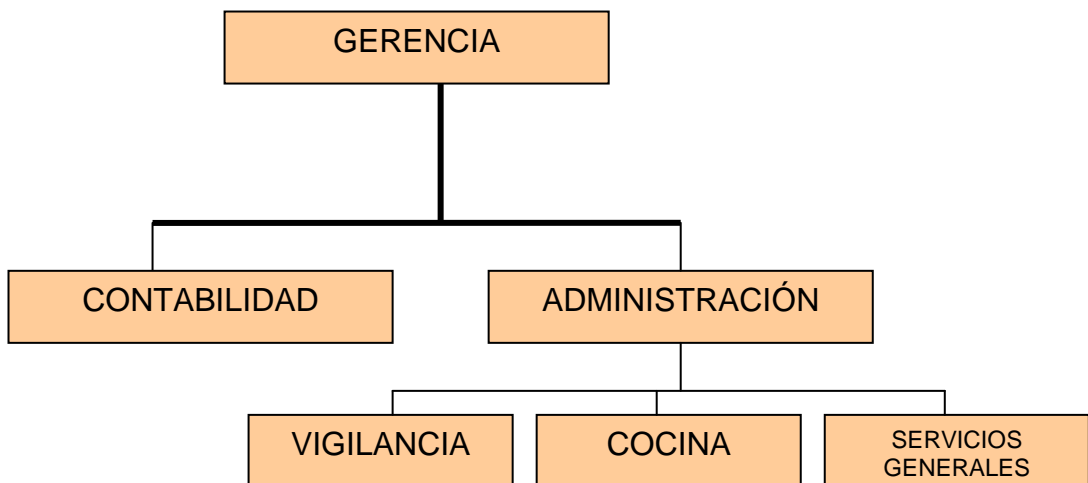 GERENCIA
CONTABILIDAD
ADMINISTRACIÓN
VIGILANCIA
COCINA
SERVICIOS
GENERALES